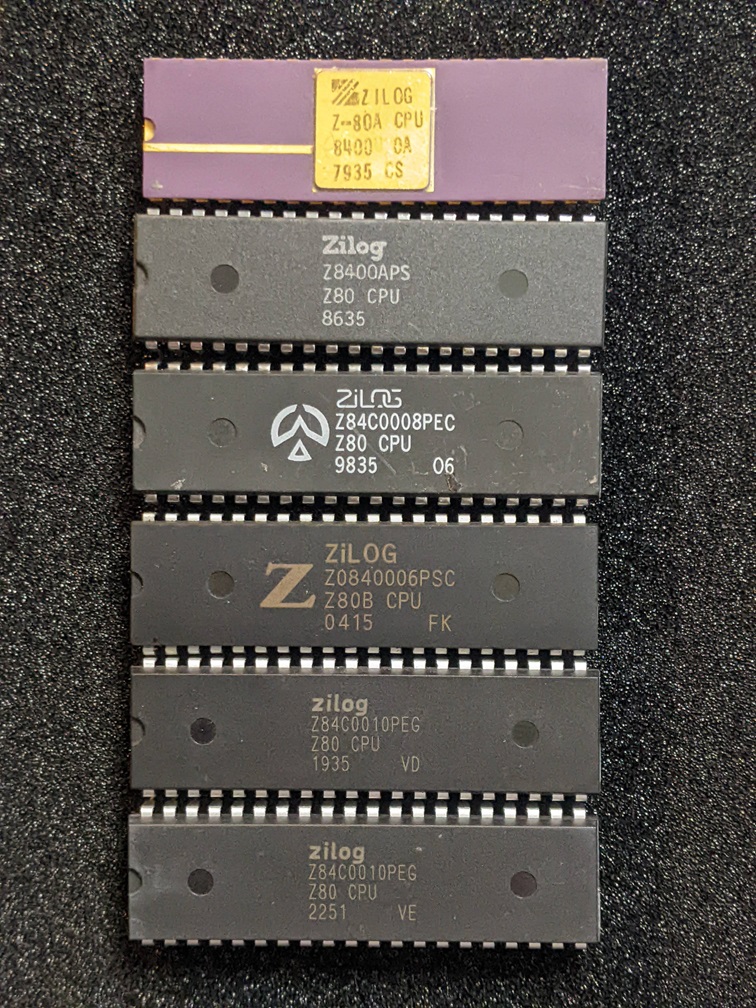 ZILOG
Z-80A CPU
8400 OA
7935 CS
Zilog
Z8400APS
Z80 CPU
8635
ZiLOG
Z84C0008PEC
Z80 CPU
9835 06
Z
ZiLOG
Z0840006PSC
Z80B CPU
0415 FK
zilog
Z84C0010PEG
Z80 CPU
1935 VD
zilog
Z84C0010PEG
Z80 CPU
2251 VE